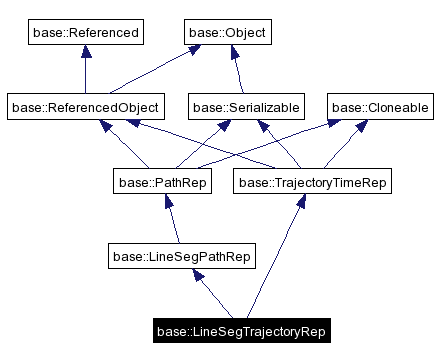 base::Referenced
base::Object
base::ReferencedObject
base::Serializable
base::Cloneable
base::PathRep
base::TrajectoryTimeRep
base::LineSegPathRep
base::LineSegTrajectoryRep